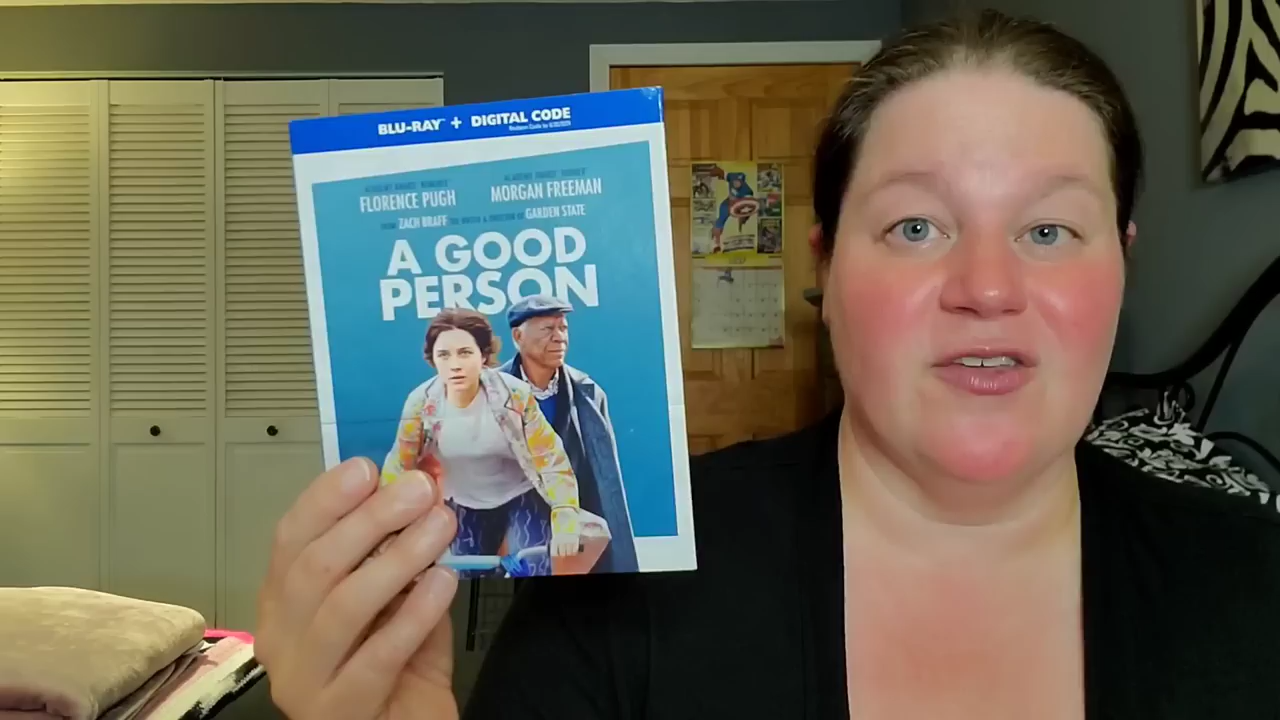 BLU-RAY + DIGITAL CODE
FLORENCE PUGH
MORGAN FREEMAN
ZACH BRAFF GARDEN STATE
A GOOD
PERSON